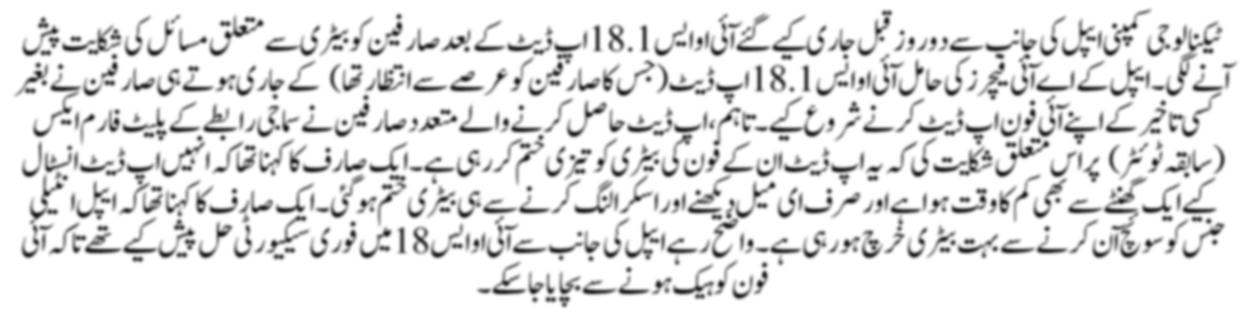 ٹیکنالوجی کمپنی ایپل کی جانب سے دو روز قبل جاری کیے گئے آئی او ایس 18.1 اپ ڈیٹ کے بعد صارفین کو بیٹری سے متعلق مسائل کی شکایت پیش
آنے لگی۔ ایپل کے اے آئی فیچرز کی حامل آئی او ایس 18.1 اپ ڈیٹ (جس کا صارفین کو عرصے سے انتظار تھا) کے جاری ہوتے ہی صارفین نے بغیر
کسی تاخیر کے اپنے آئی فون اپ ڈیٹ کرنے شروع کیے۔ تاہم، اپ ڈیٹ حاصل کرنے والے متعدد صارفین نے سماجی رابطے کے پلیٹ فارم ایکس
(سابقہ ٹوئٹر) پر اس متعلق شکایت کی کہ یہ اپ ڈیٹ ان کے فون کی بیٹری کو تیزی ختم کر رہی ہے۔ ایک صارف کا کہنا تھا کہ انہیں اپ ڈیٹ انسٹال
کیے ایک گھنٹے سے بھی کم کا وقت ہوا ہے اور صرف ای میل دیکھنے اور اسکرالنگ کرنے سے ہی بیٹری ختم ہو گئی۔ ایک صارف کا کہنا تھا کہ ایپل انٹیلی
جنس کو سوئچ آن کرنے سے بہت بیٹری خرچ ہو رہی ہے۔ واضح رہے ایپل کی جانب سے آئی او ایس 18 میں فوری سیکیورٹی حل پیش کیے تھے تاکہ آئی
فون کو ہیک ہونے سے بچایا جا سکے۔